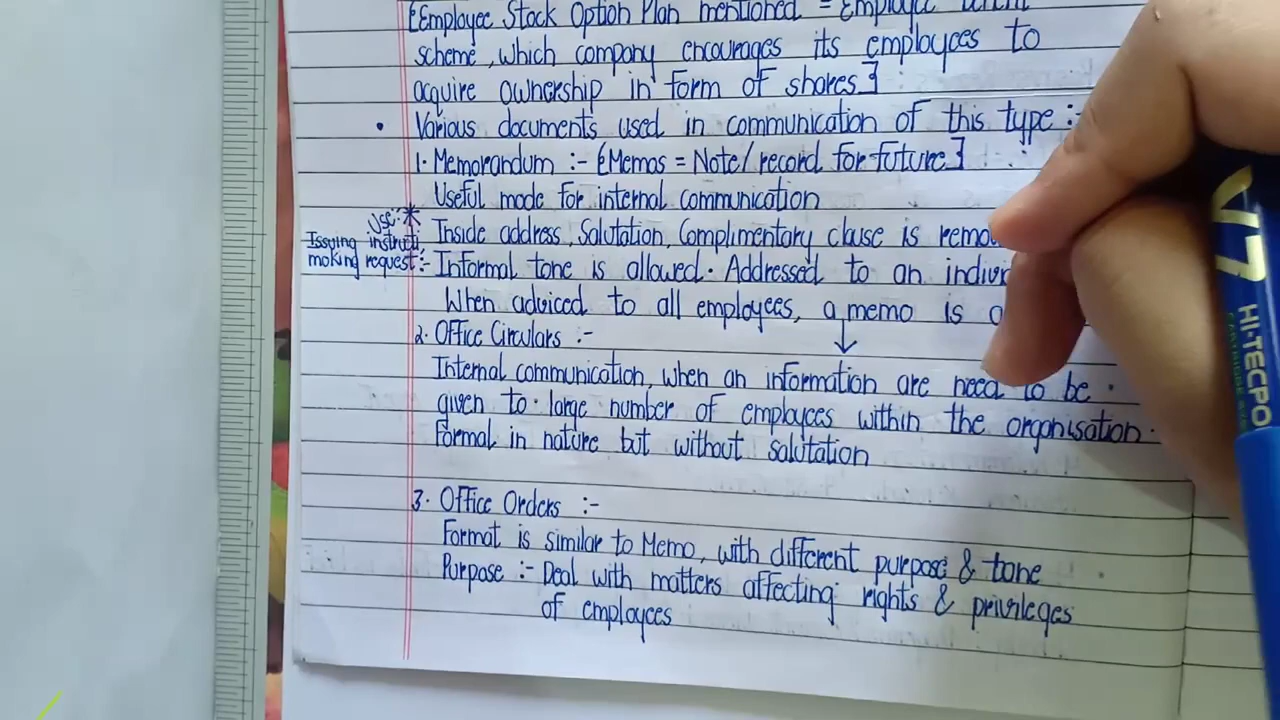 [Employee Stock Option Plan mentioned = Employee
scheme, which company encourages its employees to
acquire ownership in form of shares]
• Various documents used in communication of this type :-
1. Memorandum :- [Memos = Note/record for future]
Useful mode for internal communication
Use:- *
Inside address, Salutation, Complimentary clause is
Issuing instructi,
making request:-
Informal tone is allowed. Addressed to an
When adviced to all employees, a memo is
2. Office Circulars :-
Internal communication, when an information are need to be
given to large number of employees within the organisation.
Formal in nature but without salutation
3. Office Orders :-
Format is similar to Memo, with different purpose & tone
Purpose :- Deal with matters affecting rights & privileges
of employees
V7
HI-TECPO